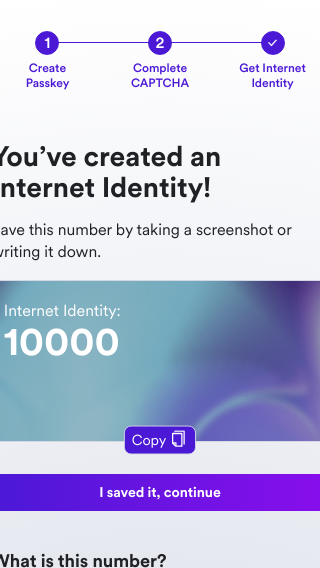 1
2
Create
Passkey
Complete
CAPTCHA
Get Internet
Identity
You’ve created an
Internet Identity!
ave this number by taking a screenshot or
writing it down.
Internet Identity:
10000
Copy
I saved it, continue
What is this number?